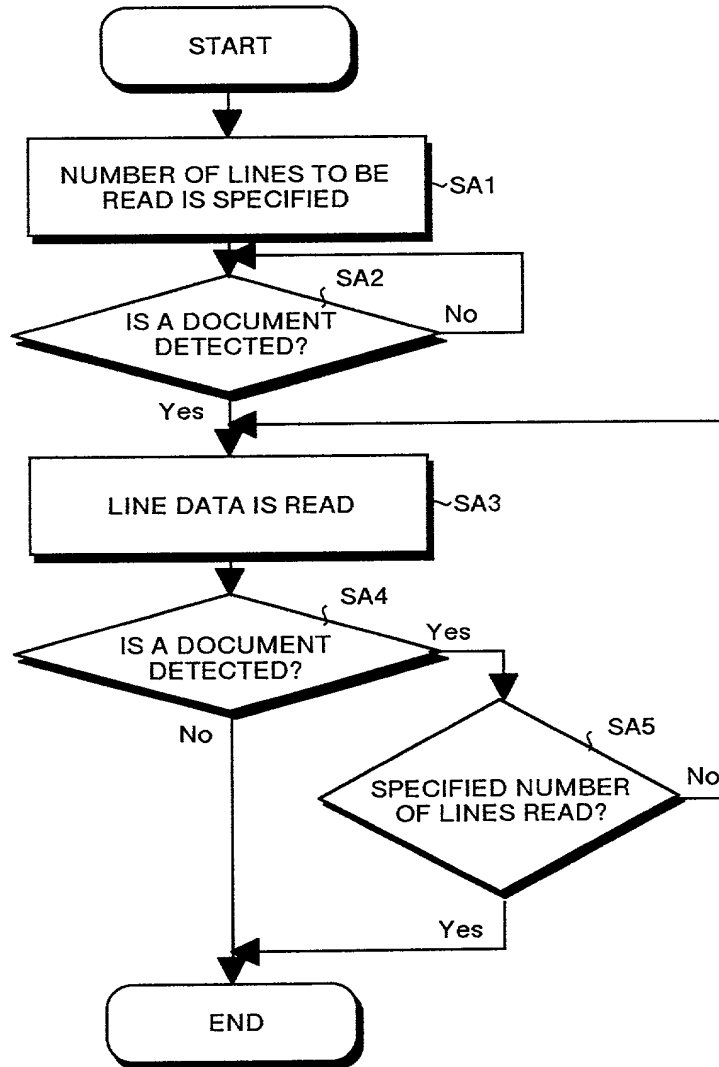 START
NUMBER OF LINES TO BE
READ IS SPECIFIED
SA1
SA2
IS A DOCUMENT
DETECTED?
No
Yes
LINE DATA IS READ
SA3
SA4
IS A DOCUMENT
DETECTED?
Yes
No
SA5
SPECIFIED NUMBER
OF LINES READ?
No
Yes
END